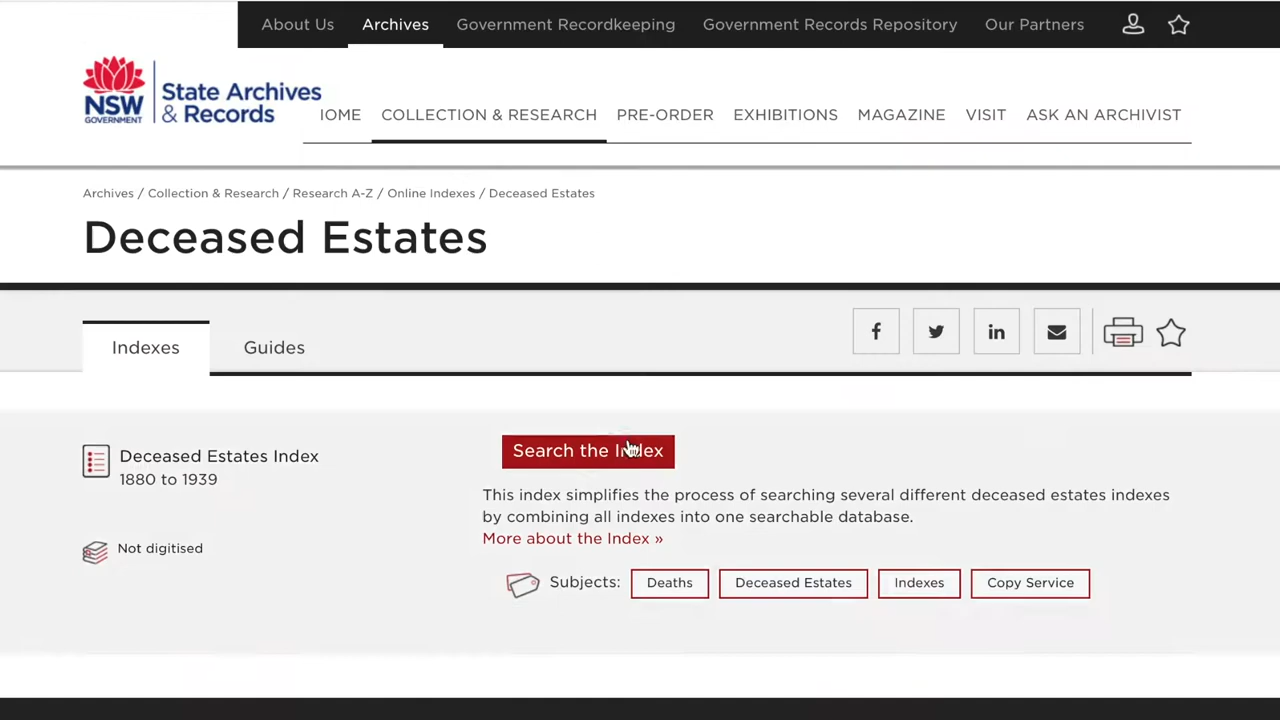 About Us Archives Government Recordkeeping Government Records Repository Our Partners
NSW GOVERNMENT State Archives & Records
IOME COLLECTION & RESEARCH PRE-ORDER EXHIBITIONS MAGAZINE VISIT ASK AN ARCHIVIST
Archives / Collection & Research / Research A-Z / Online Indexes / Deceased Estates
Deceased Estates
Indexes Guides
Deceased Estates Index
1880 to 1939
Not digitised
Search the Index
This index simplifies the process of searching several different deceased estates indexes
by combining all indexes into one searchable database.
More about the Index »
Subjects: Deaths Deceased Estates Indexes Copy Service